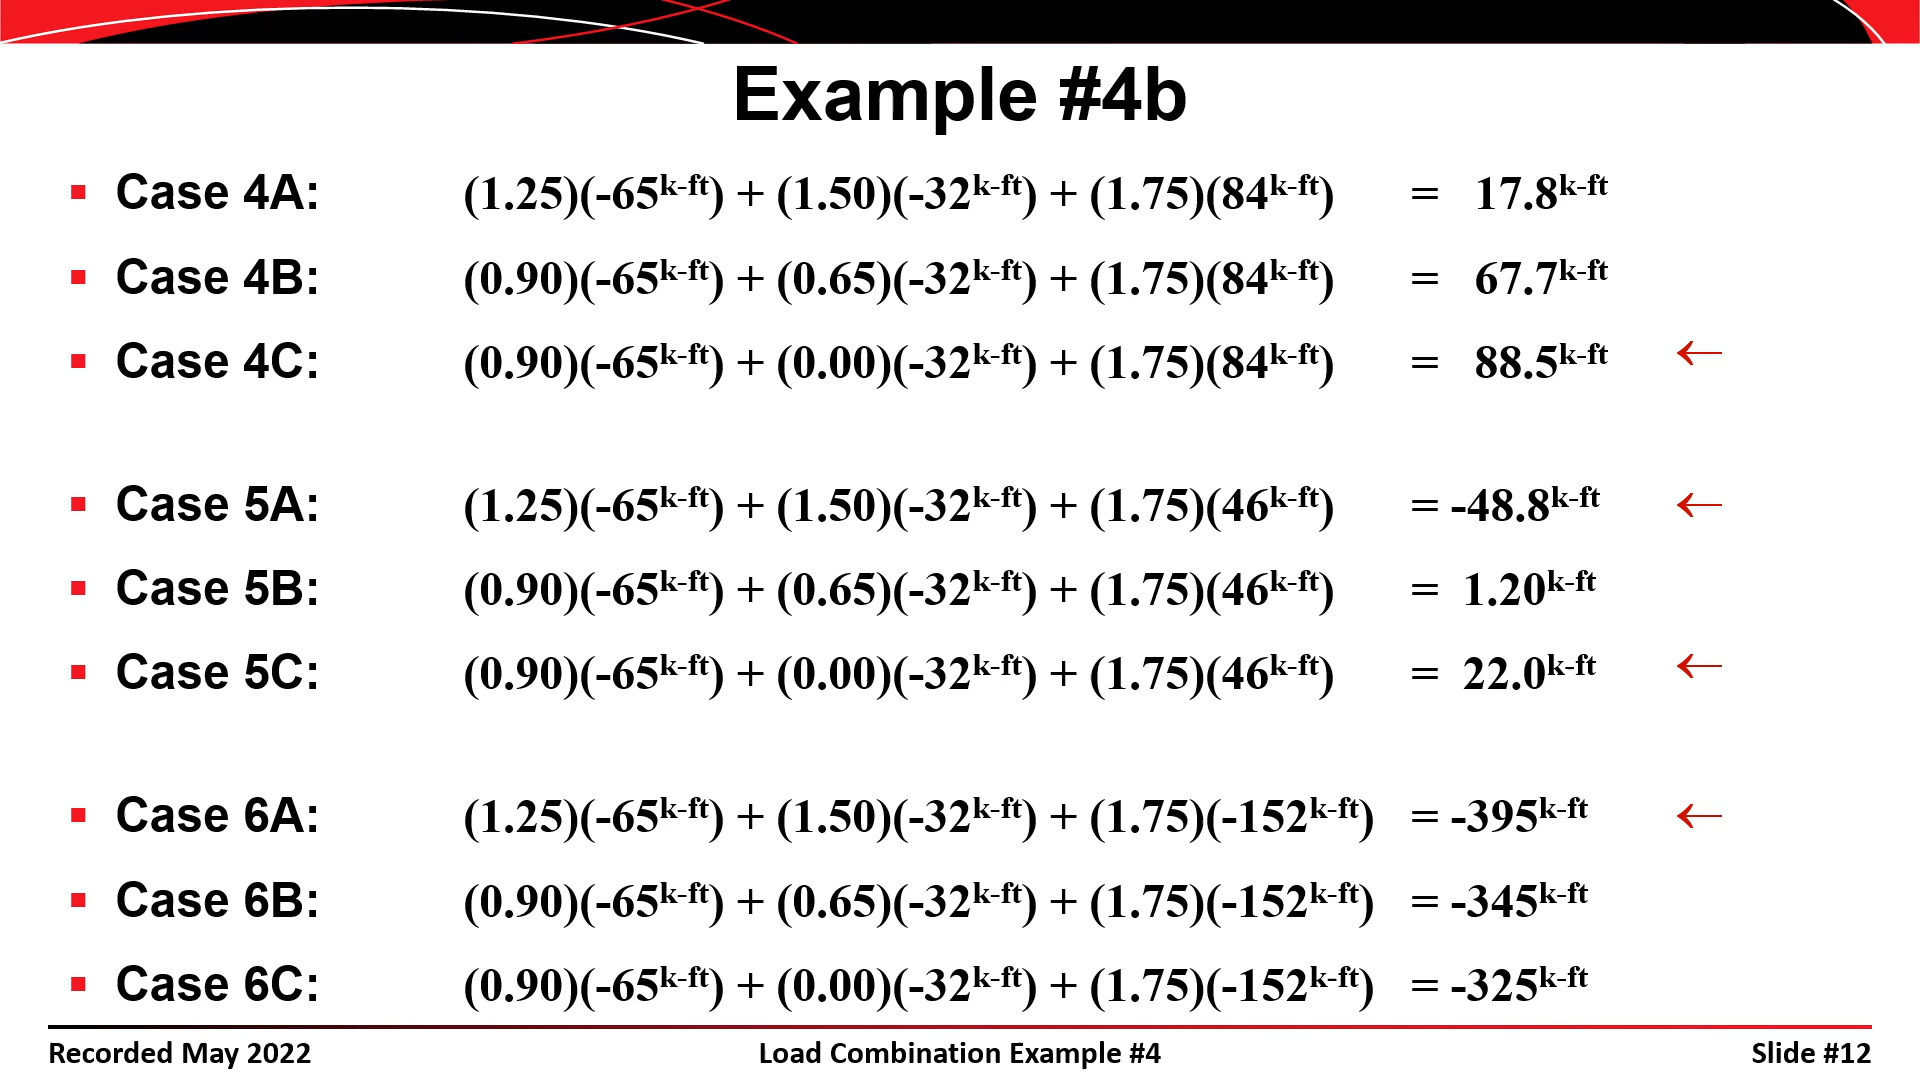 Example #4b
▪ Case 4A: (1.25)(-65k-ft) + (1.50)(-32k-ft) + (1.75)(84k-ft) = 17.8k-ft
▪ Case 4B: (0.90)(-65k-ft) + (0.65)(-32k-ft) + (1.75)(84k-ft) = 67.7k-ft
▪ Case 4C: (0.90)(-65k-ft) + (0.00)(-32k-ft) + (1.75)(84k-ft) = 88.5k-ft ←
▪ Case 5A: (1.25)(-65k-ft) + (1.50)(-32k-ft) + (1.75)(46k-ft) = -48.8k-ft ←
▪ Case 5B: (0.90)(-65k-ft) + (0.65)(-32k-ft) + (1.75)(46k-ft) = 1.20k-ft
▪ Case 5C: (0.90)(-65k-ft) + (0.00)(-32k-ft) + (1.75)(46k-ft) = 22.0k-ft ←
▪ Case 6A: (1.25)(-65k-ft) + (1.50)(-32k-ft) + (1.75)(-152k-ft) = -395k-ft ←
▪ Case 6B: (0.90)(-65k-ft) + (0.65)(-32k-ft) + (1.75)(-152k-ft) = -345k-ft
▪ Case 6C: (0.90)(-65k-ft) + (0.00)(-32k-ft) + (1.75)(-152k-ft) = -325k-ft
Recorded May 2022 Load Combination Example #4 Slide #12